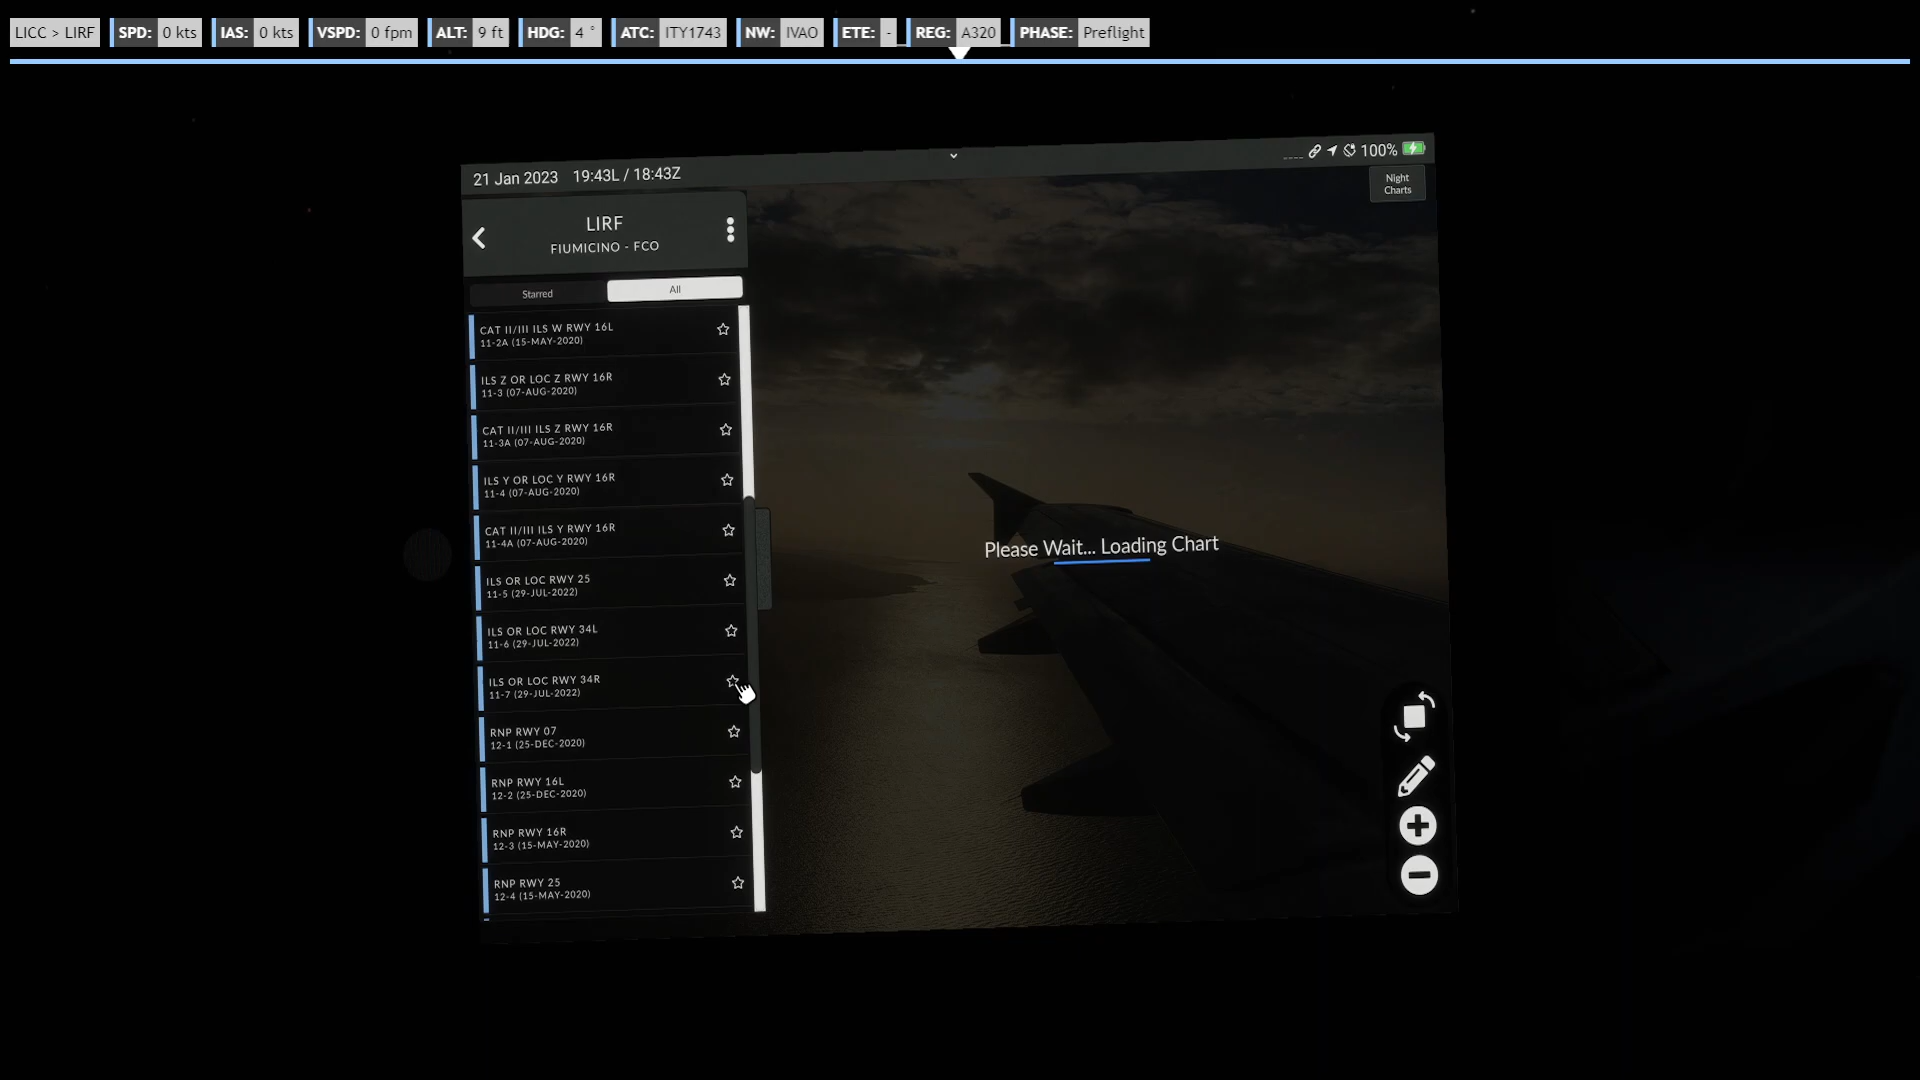 LICC > LIRF SPD: 0 kts IAS: 0 kts VSPD: 0 fpm ALT: 9 ft HDG: 4 ° ATC: ITY1743 NW: IVAO ETE: - REG: A320 PHASE: Preflight
21 Jan 2023 19:43L / 18:43Z
100%
Night
Charts
LIRF
FIUMICINO - FCO
Starred All
CAT II/III ILS W RWY 16L
11-2A (15-MAY-2020)
ILS Z OR LOC Z RWY 16R
11-3 (07-AUG-2020)
CAT II/III ILS Z RWY 16R
11-3A (07-AUG-2020)
ILS Y OR LOC Y RWY 16R
11-4 (07-AUG-2020)
CAT II/III ILS Y RWY 16R
11-4A (07-AUG-2020)
ILS OR LOC RWY 25
11-5 (29-JUL-2022)
ILS OR LOC RWY 34L
11-6 (29-JUL-2022)
ILS OR LOC RWY 34R
11-7 (29-JUL-2022)
RNP RWY 07
12-1 (25-DEC-2020)
RNP RWY 16L
12-2 (25-DEC-2020)
RNP RWY 16R
12-3 (15-MAY-2020)
RNP RWY 25
12-4 (15-MAY-2020)
Please Wait... Loading Chart